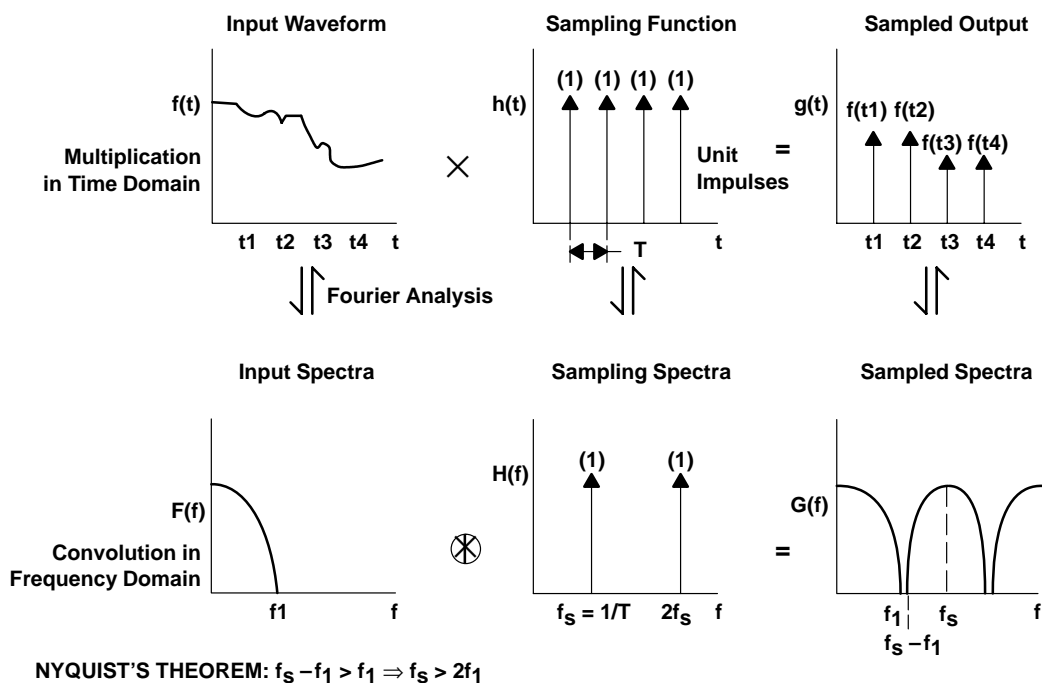 Input Waveform
Sampling Function
Sampled Output
f(t)
h(t)
(1) (1) (1) (1)
g(t)
f(t1) f(t2)
f(t3) f(t4)
Multiplication
in Time Domain
×
Unit
Impulses
=
t1 t2 t3 t4 t
t
t1 t2 t3 t4 t
T
Fourier Analysis
Input Spectra
Sampling Spectra
Sampled Spectra
F(f)
H(f)
(1) (1)
G(f)
Convolution in
Frequency Domain
=
f1 f
fs = 1/T 2fs f
f1 fs f
fs – f1
NYQUIST'S THEOREM: fs – f1 > f1 ⇒ fs > 2f1